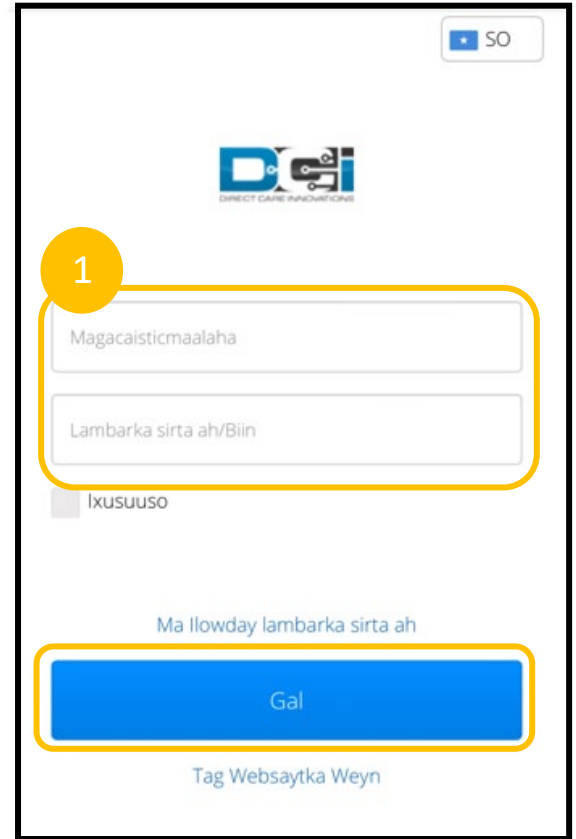 SO
DCi
DIRECT CARE INNOVATIONS
1
Magacaisticmaalaha
Lambarka sirta ah/Biin
Ixusuuso
Ma Ilowday lambarka sirta ah
Gal
Tag Websaytka Weyn